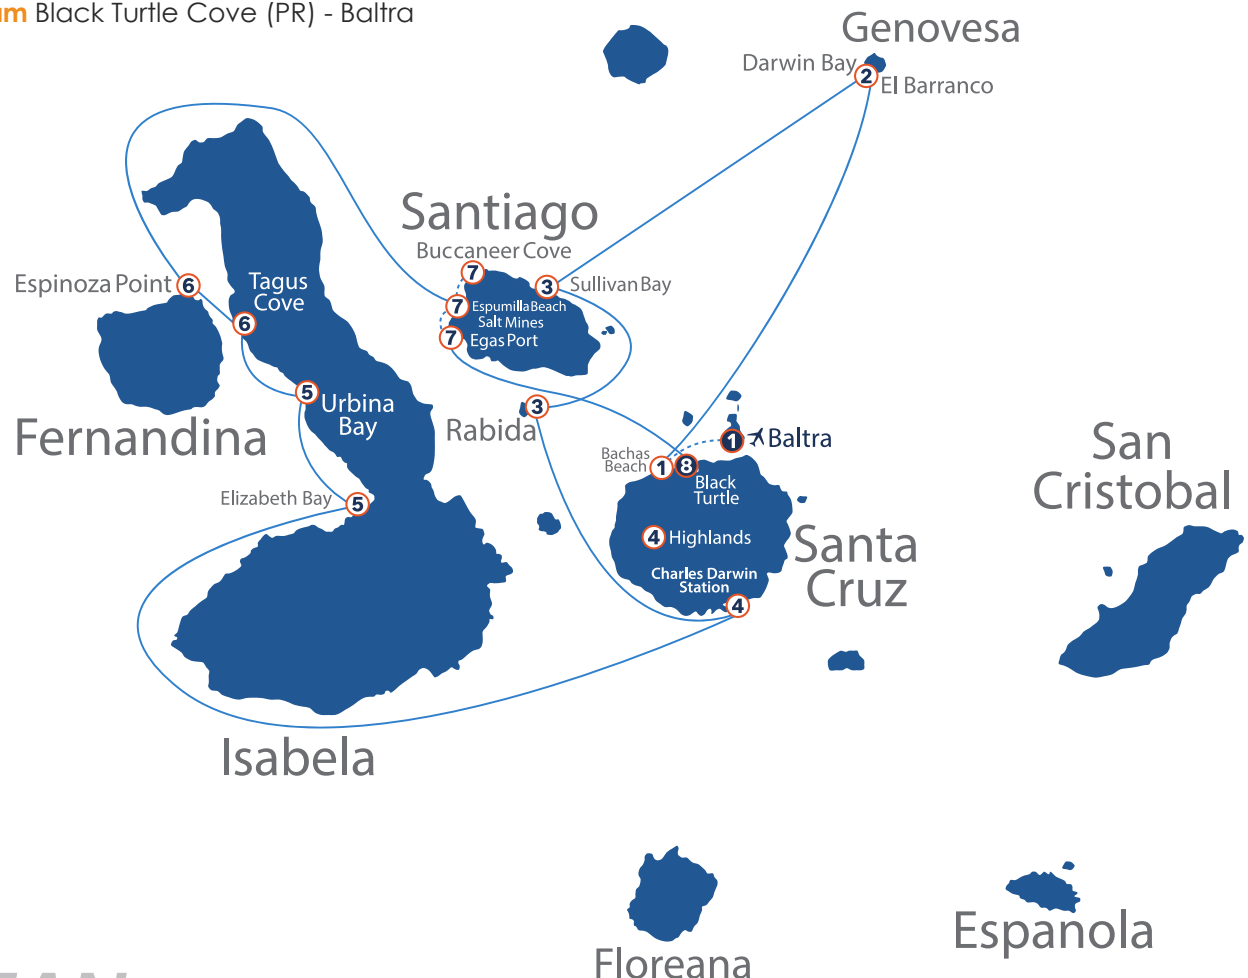 am Black Turtle Cove (PR) - Baltra
Genovesa
Darwin Bay
2
El Barranco
Santiago
Buccaneer Cove
7
3 Sullivan Bay
Espinoza Point 6
Tagus
Cove
7 Espumilla Beach
Salt Mines
6
7 Egas Port
5 Urbina
Bay
Fernandina
Rabida 3
1 Baltra
Bachas
Beach 1 8
Black
Turtle
San
Cristobal
Elizabeth Bay 5
4 Highlands
Santa
Cruz
Charles Darwin
Station
4
Isabela
Espanola
Floreana